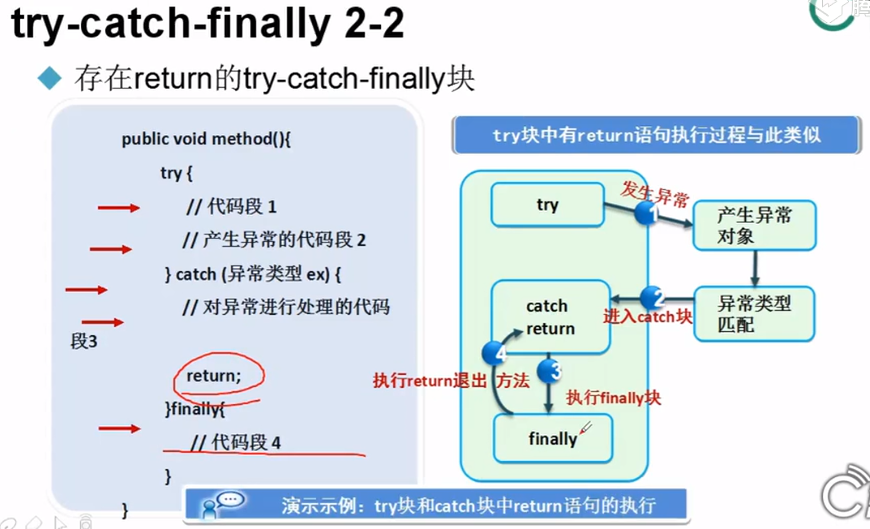 try-catch-finally 2-2
存在return的try-catch-finally块
public void method(){
try {
// 代码段 1
// 产生异常的代码段 2
} catch (异常类型 ex) {
// 对异常进行处理的代码
段3
return;
}finally{
// 代码段 4
}
}
try块中有return语句执行过程与此类似
try
发生异常
1
产生异常
对象
异常类型
匹配
2
进入catch块
catch
return
4
3
执行return退出 方法
执行finally块
finally
演示示例：try块和catch块中return语句的执行